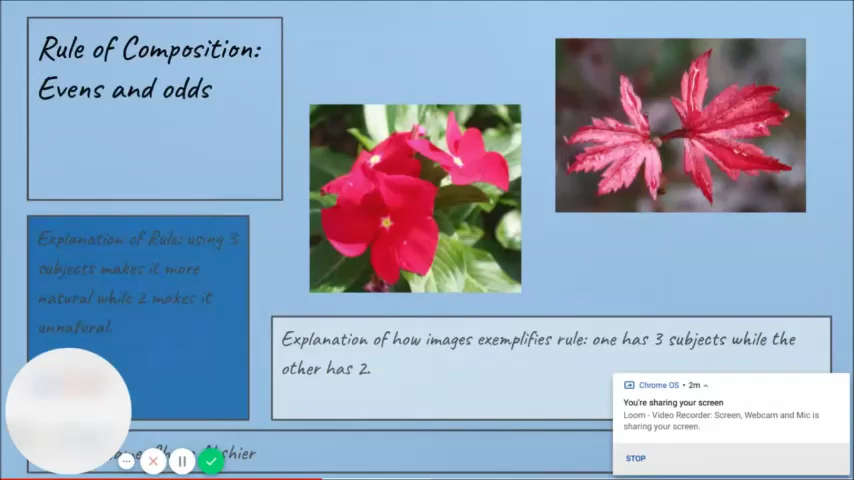 Rule of Composition:
Evens and odds
Explanation of Rule: using 3
subjects makes it more
natural while 2 makes it
unnatural.
Explanation of how images exemplifies rule: one has 3 subjects while the
other has 2.
Chrome OS • 2m
You're sharing your screen
Loom - Video Recorder: Screen, Webcam and Mic is
sharing your screen.
STOP